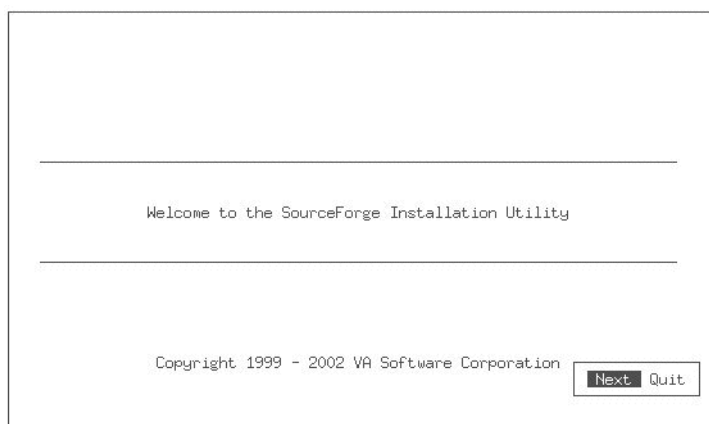 Welcome to the SourceForge Installation Utility
Copyright 1999 - 2002 VA Software Corporation
Next Quit